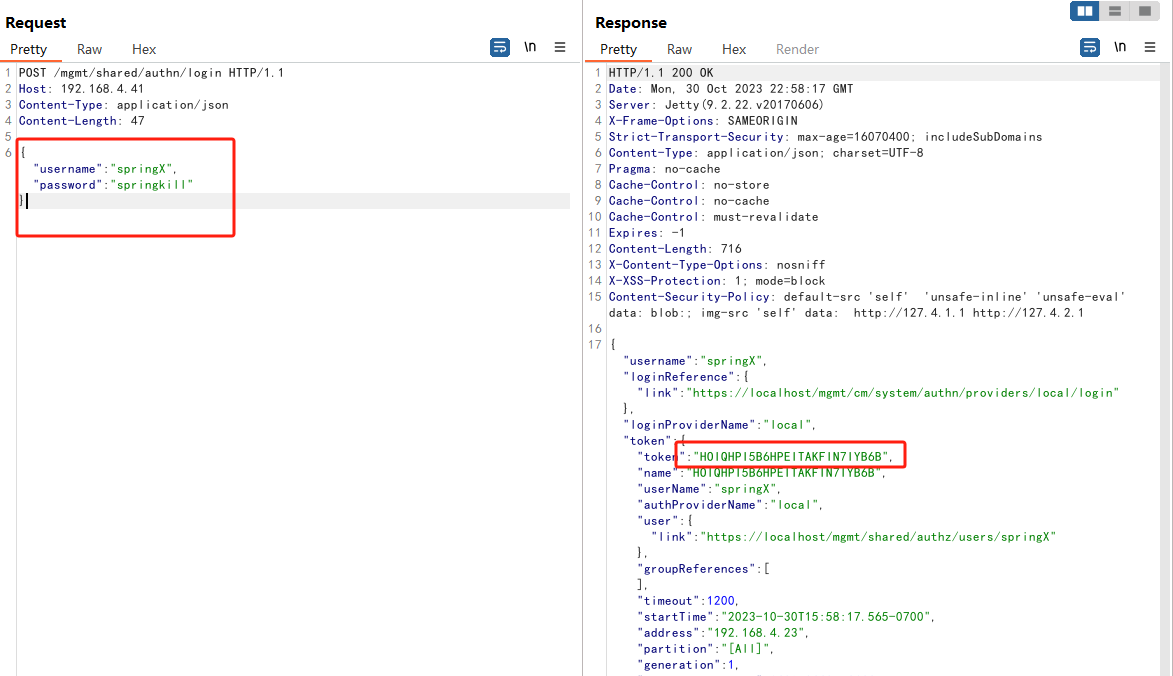 Request
Pretty Raw Hex
\n
1 POST /mgmt/shared/authn/login HTTP/1.1
2 Host: 192.168.4.41
3 Content-Type: application/json
4 Content-Length: 47
5
6 {
"username":"springX",
"password":"springkill"
}
Response
Pretty Raw Hex Render
\n
1 HTTP/1.1 200 OK
2 Date: Mon, 30 Oct 2023 22:58:17 GMT
3 Server: Jetty(9.2.22.v20170606)
4 X-Frame-Options: SAMEORIGIN
5 Strict-Transport-Security: max-age=16070400; includeSubDomains
6 Content-Type: application/json; charset=UTF-8
7 Pragma: no-cache
8 Cache-Control: no-store
9 Cache-Control: no-cache
10 Cache-Control: must-revalidate
11 Expires: -1
12 Content-Length: 716
13 X-Content-Type-Options: nosniff
14 X-XSS-Protection: 1; mode=block
15 Content-Security-Policy: default-src 'self'  'unsafe-inline' 'unsafe-eval'
data: blob:; img-src 'self' data:  http://127.4.1.1 http://127.4.2.1
16
17 {
"username":"springX",
"loginReference":{
"link":"https://localhost/mgmt/cm/system/authn/providers/local/login"
},
"loginProviderName":"local",
"token":{
"token":"HOIQHPI5B6HPEITAKFIN7IYB6B",
"name":"HOIQHPI5B6HPEITAKFIN7IYB6B",
"userName":"springX",
"authProviderName":"local",
"user":{
"link":"https://localhost/mgmt/shared/authz/users/springX"
},
"groupReferences":[
],
"timeout":1200,
"startTime":"2023-10-30T15:58:17.565-0700",
"address":"192.168.4.23",
"partition":"[All]",
"generation":1,